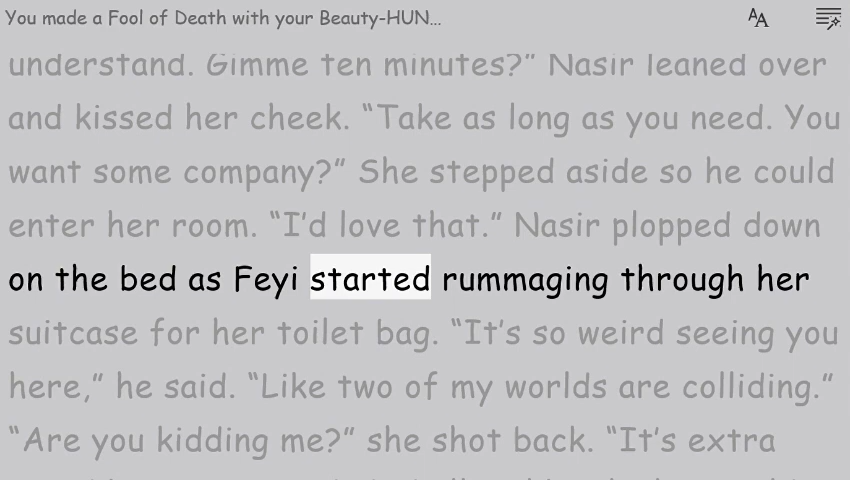 You made a Fool of Death with your Beauty-HUN...
understand. Gimme ten minutes?” Nasir leaned over
and kissed her cheek. “Take as long as you need. You
want some company?” She stepped aside so he could
enter her room. “I’d love that.” Nasir plopped down
on the bed as Feyi started rummaging through her
suitcase for her toilet bag. “It’s so weird seeing you
here,” he said. “Like two of my worlds are colliding.”
“Are you kidding me?” she shot back. “It’s extra